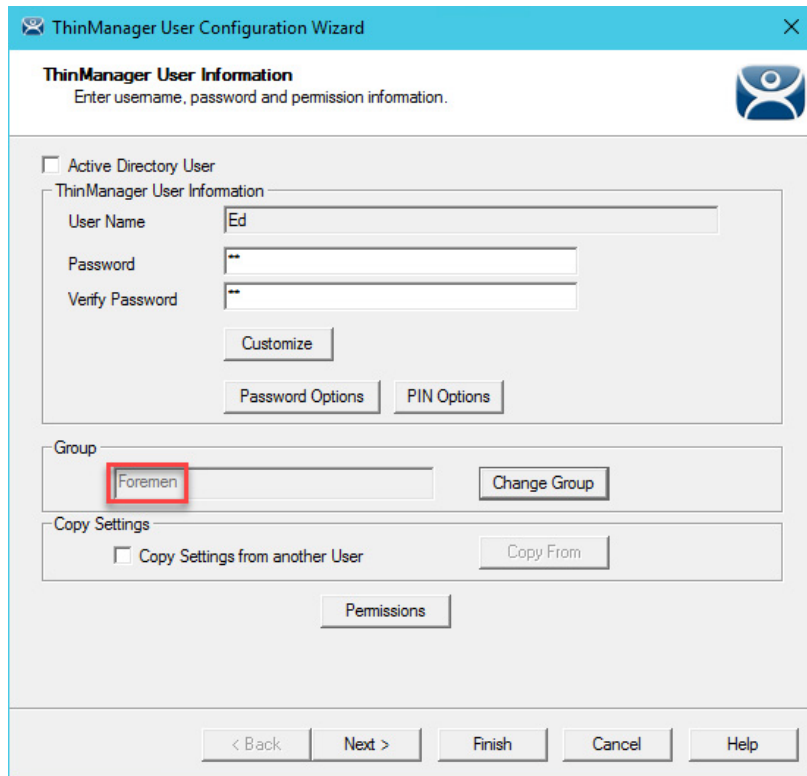 ThinManager User Configuration Wizard
ThinManager User Information
Enter username, password and permission information.
Active Directory User
ThinManager User Information
User Name Ed
Password **
Verify Password **
Customize
Password Options PIN Options
Group
Foremen Change Group
Copy Settings
Copy Settings from another User Copy From
Permissions
< Back Next > Finish Cancel Help